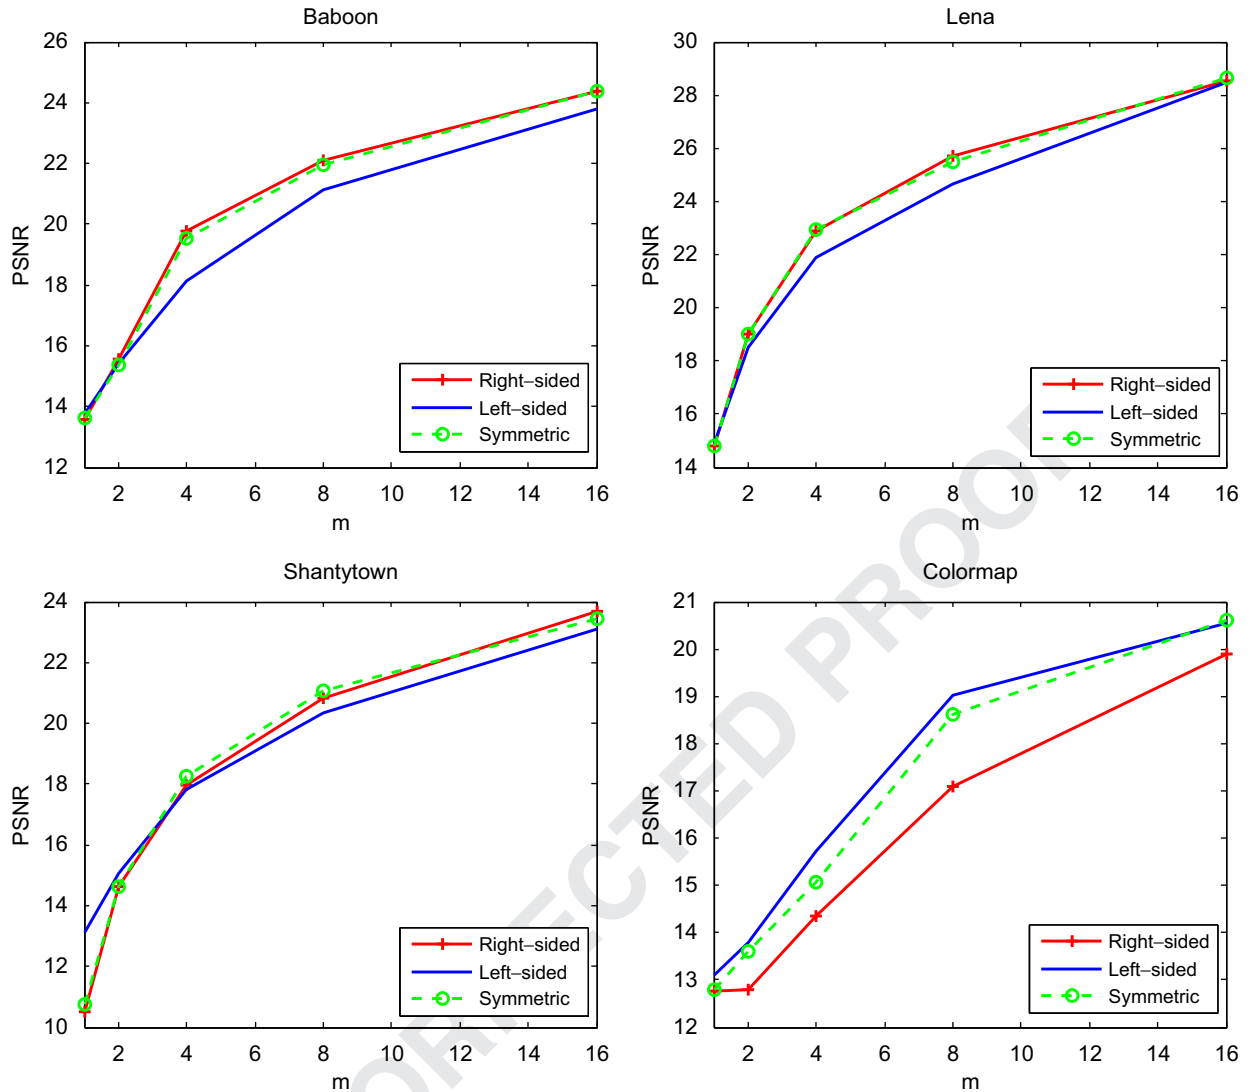 Baboon
26
24
22
20
18
16
14
12
PSNR
2 4 6 8 10 12 14 16
m
Right–sided
Left–sided
Symmetric
Lena
30
28
26
24
22
20
18
16
14
PSNR
2 4 6 8 10 12 14 16
m
Right–sided
Left–sided
Symmetric
Shantytown
24
22
20
18
16
14
12
10
PSNR
2 4 6 8 10 12 14 16
m
Right–sided
Left–sided
Symmetric
Colormap
21
20
19
18
17
16
15
14
13
12
PSNR
2 4 6 8 10 12 14 16
m
Right–sided
Left–sided
Symmetric
ORRECTED PROOF